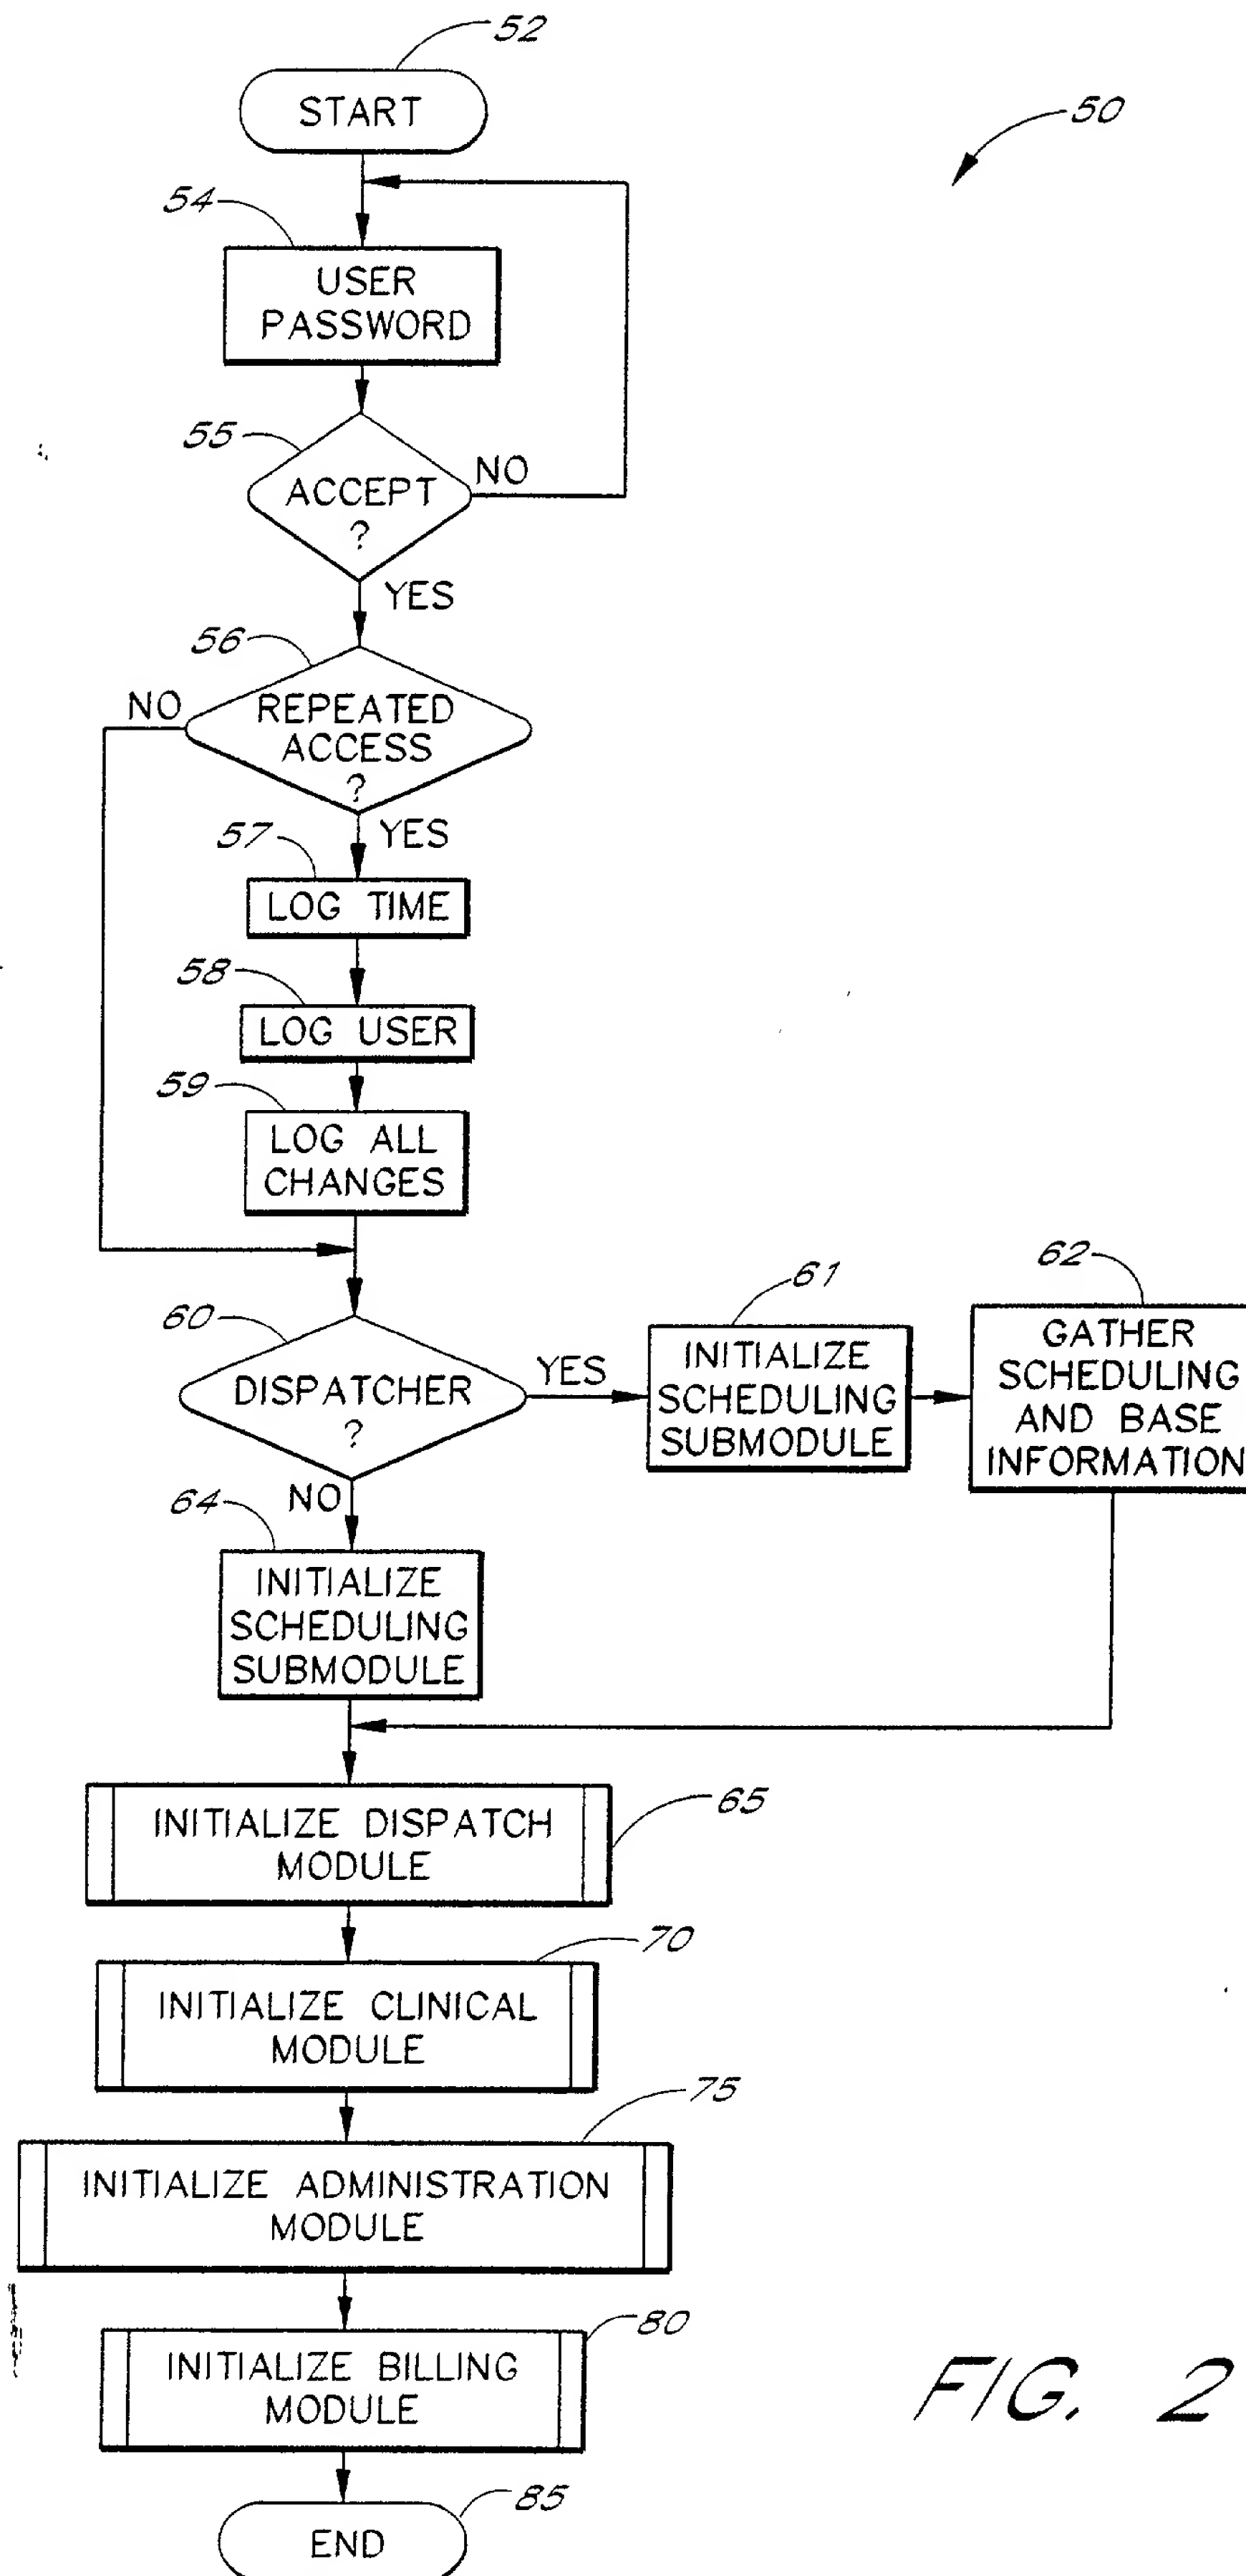 52
START
50
54
USER
PASSWORD
55
ACCEPT
?
NO
YES
56
NO
REPEATED
ACCESS
?
YES
57
LOG TIME
58
LOG USER
59
LOG ALL
CHANGES
60
DISPATCHER
?
YES
61
INITIALIZE
SCHEDULING
SUBMODULE
62
GATHER
SCHEDULING
AND BASE
INFORMATION
NO
64
INITIALIZE
SCHEDULING
SUBMODULE
65
INITIALIZE DISPATCH
MODULE
70
INITIALIZE CLINICAL
MODULE
75
INITIALIZE ADMINISTRATION
MODULE
80
INITIALIZE BILLING
MODULE
85
END
FIG. 2